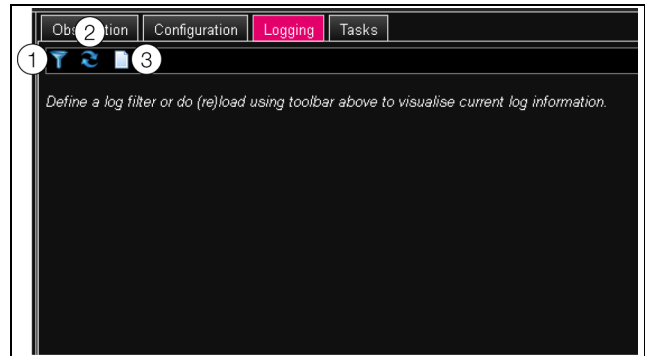 Configuration Logging Tasks
2
1 3
Define a log filter or do (re)load using toolbar above to visualise current log information.